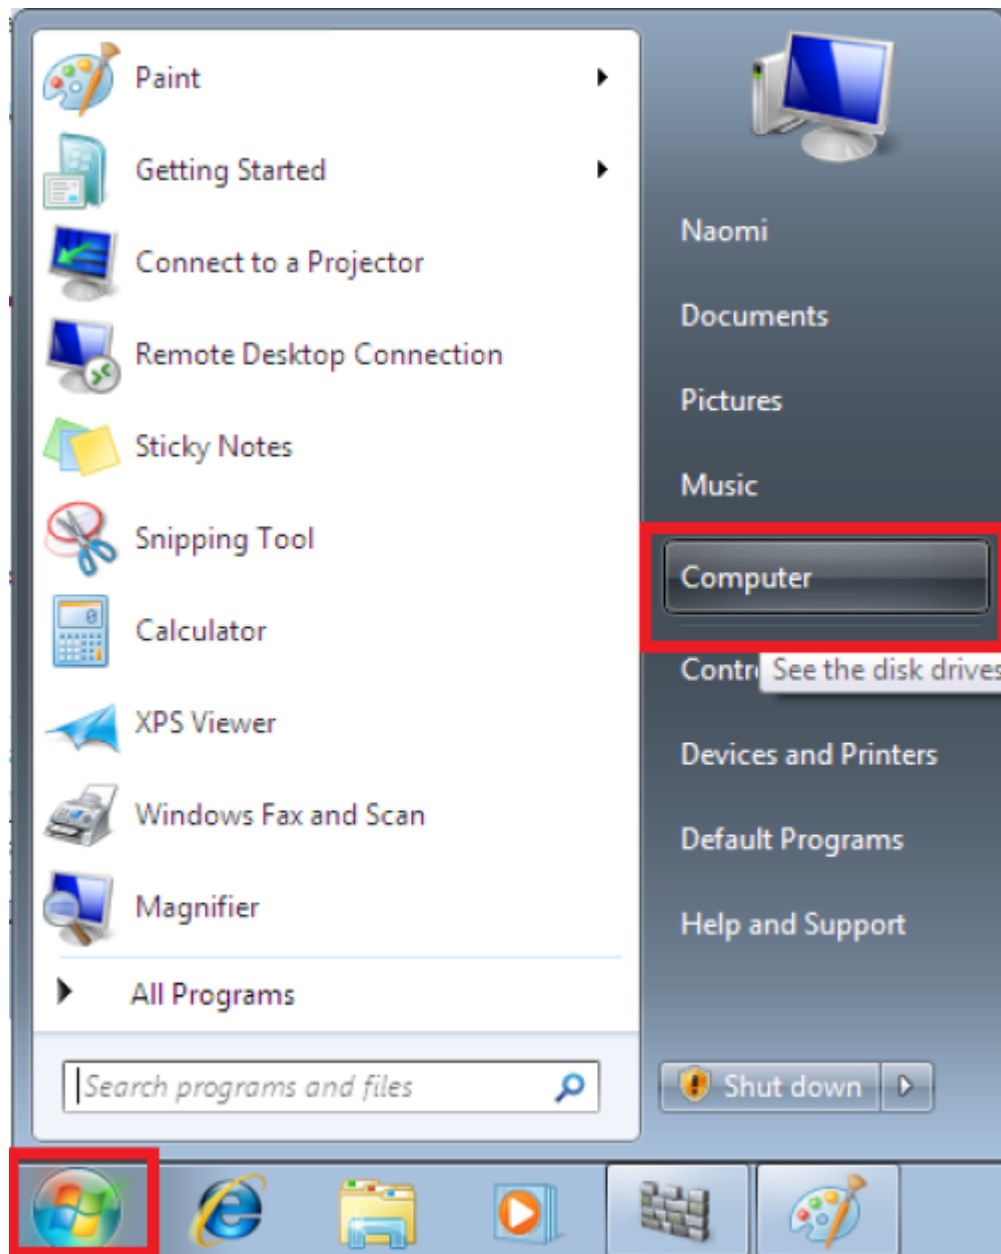 Paint
Getting Started
Connect to a Projector
Remote Desktop Connection
Sticky Notes
Snipping Tool
Calculator
XPS Viewer
Windows Fax and Scan
Magnifier
All Programs
Search programs and files
Naomi
Documents
Pictures
Music
Computer
Contr
See the disk drives
Devices and Printers
Default Programs
Help and Support
Shut down